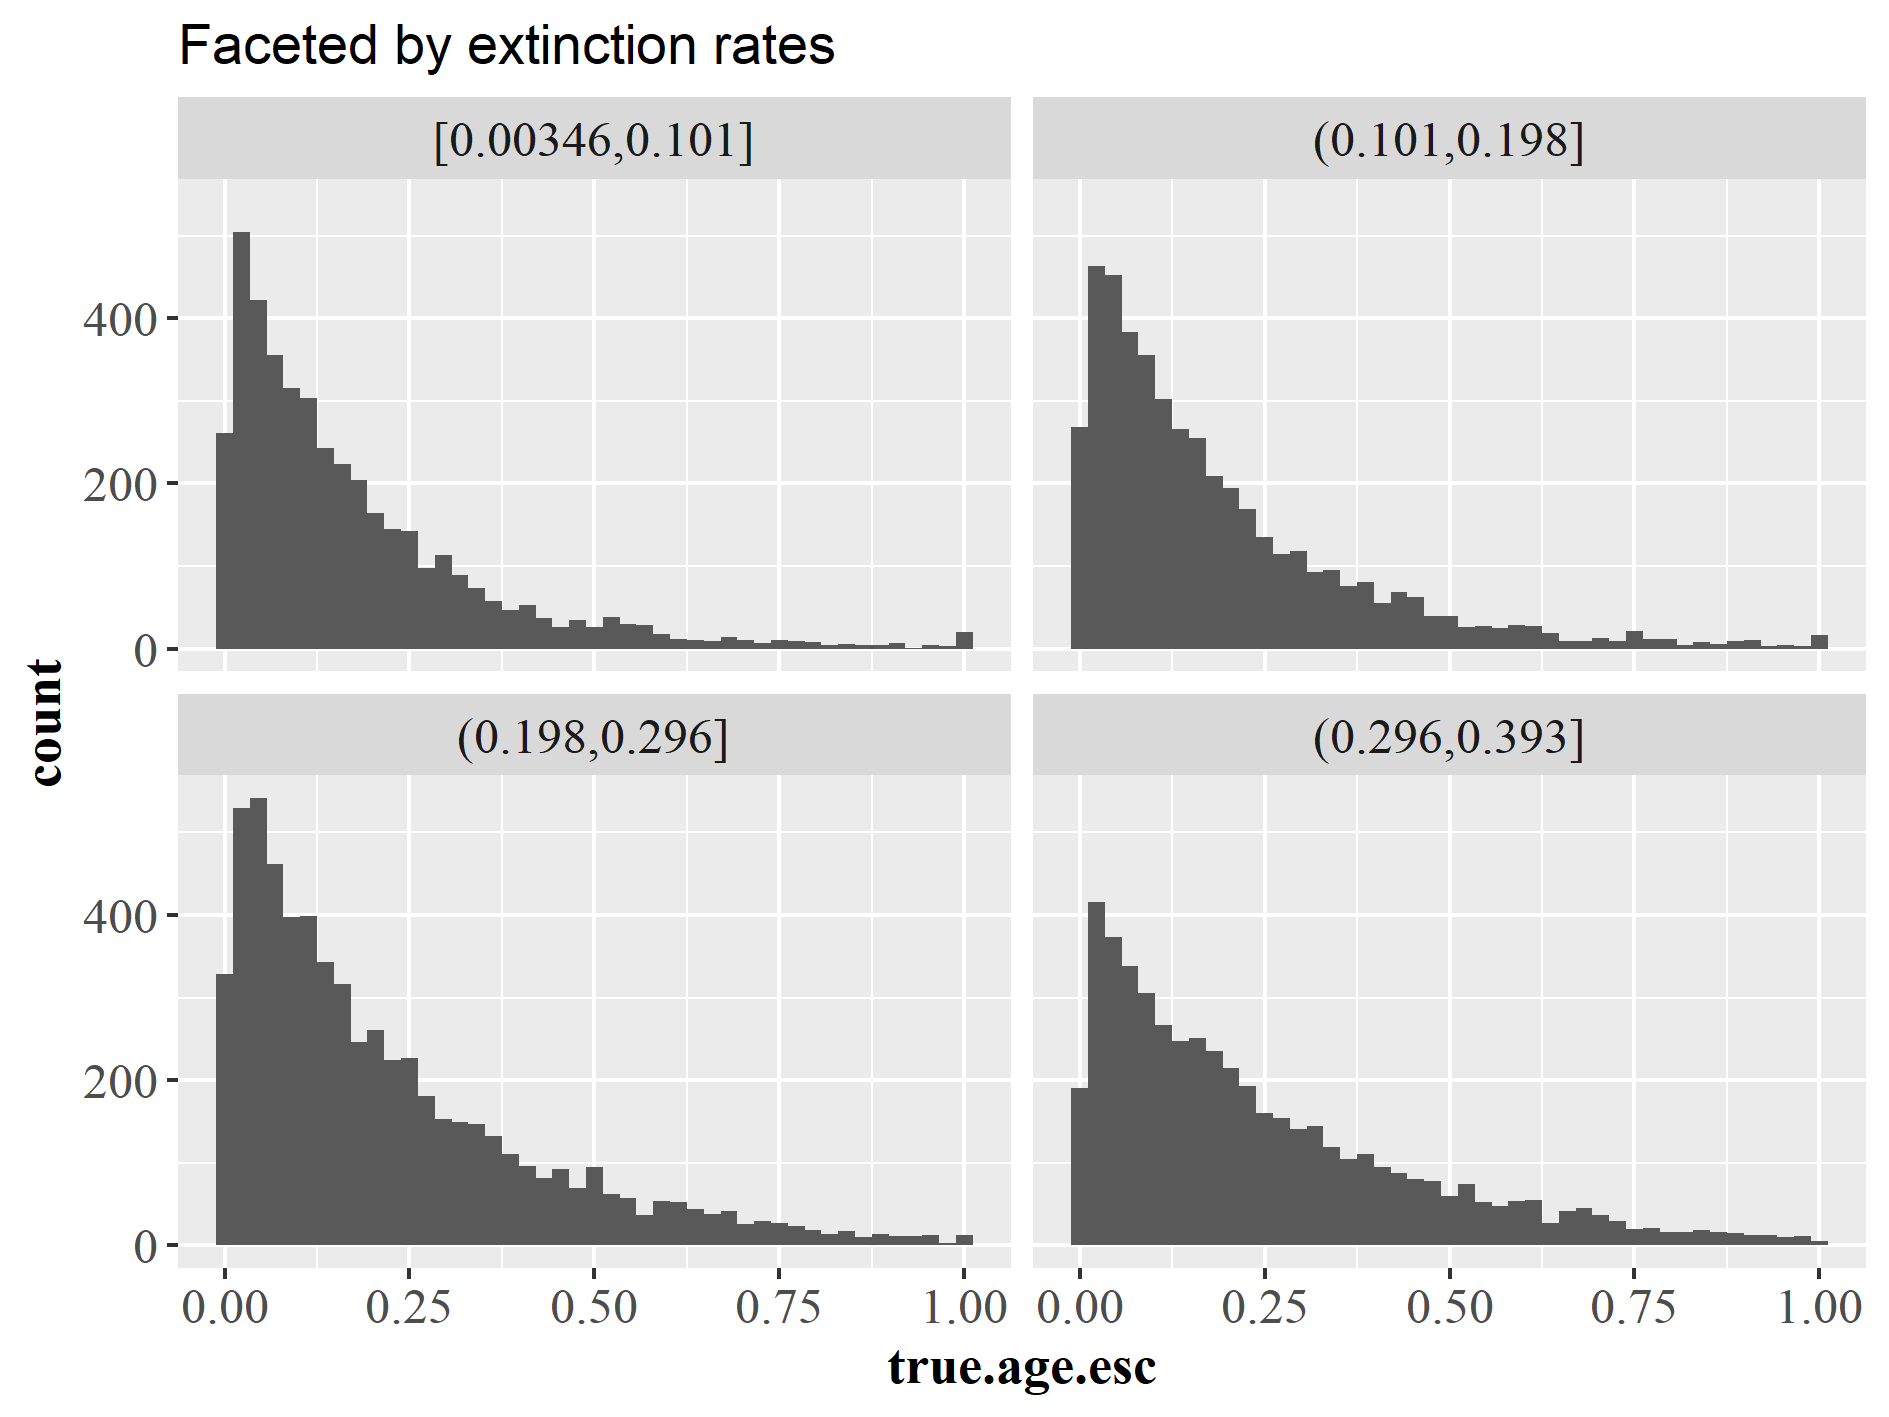 Faceted by extinction rates
[0.00346,0.101]
(0.101,0.198]
400
200
0
count
(0.198,0.296]
(0.296,0.393]
400
200
0
0.00 0.25 0.50 0.75 1.00
0.00 0.25 0.50 0.75 1.00
true.age.esc